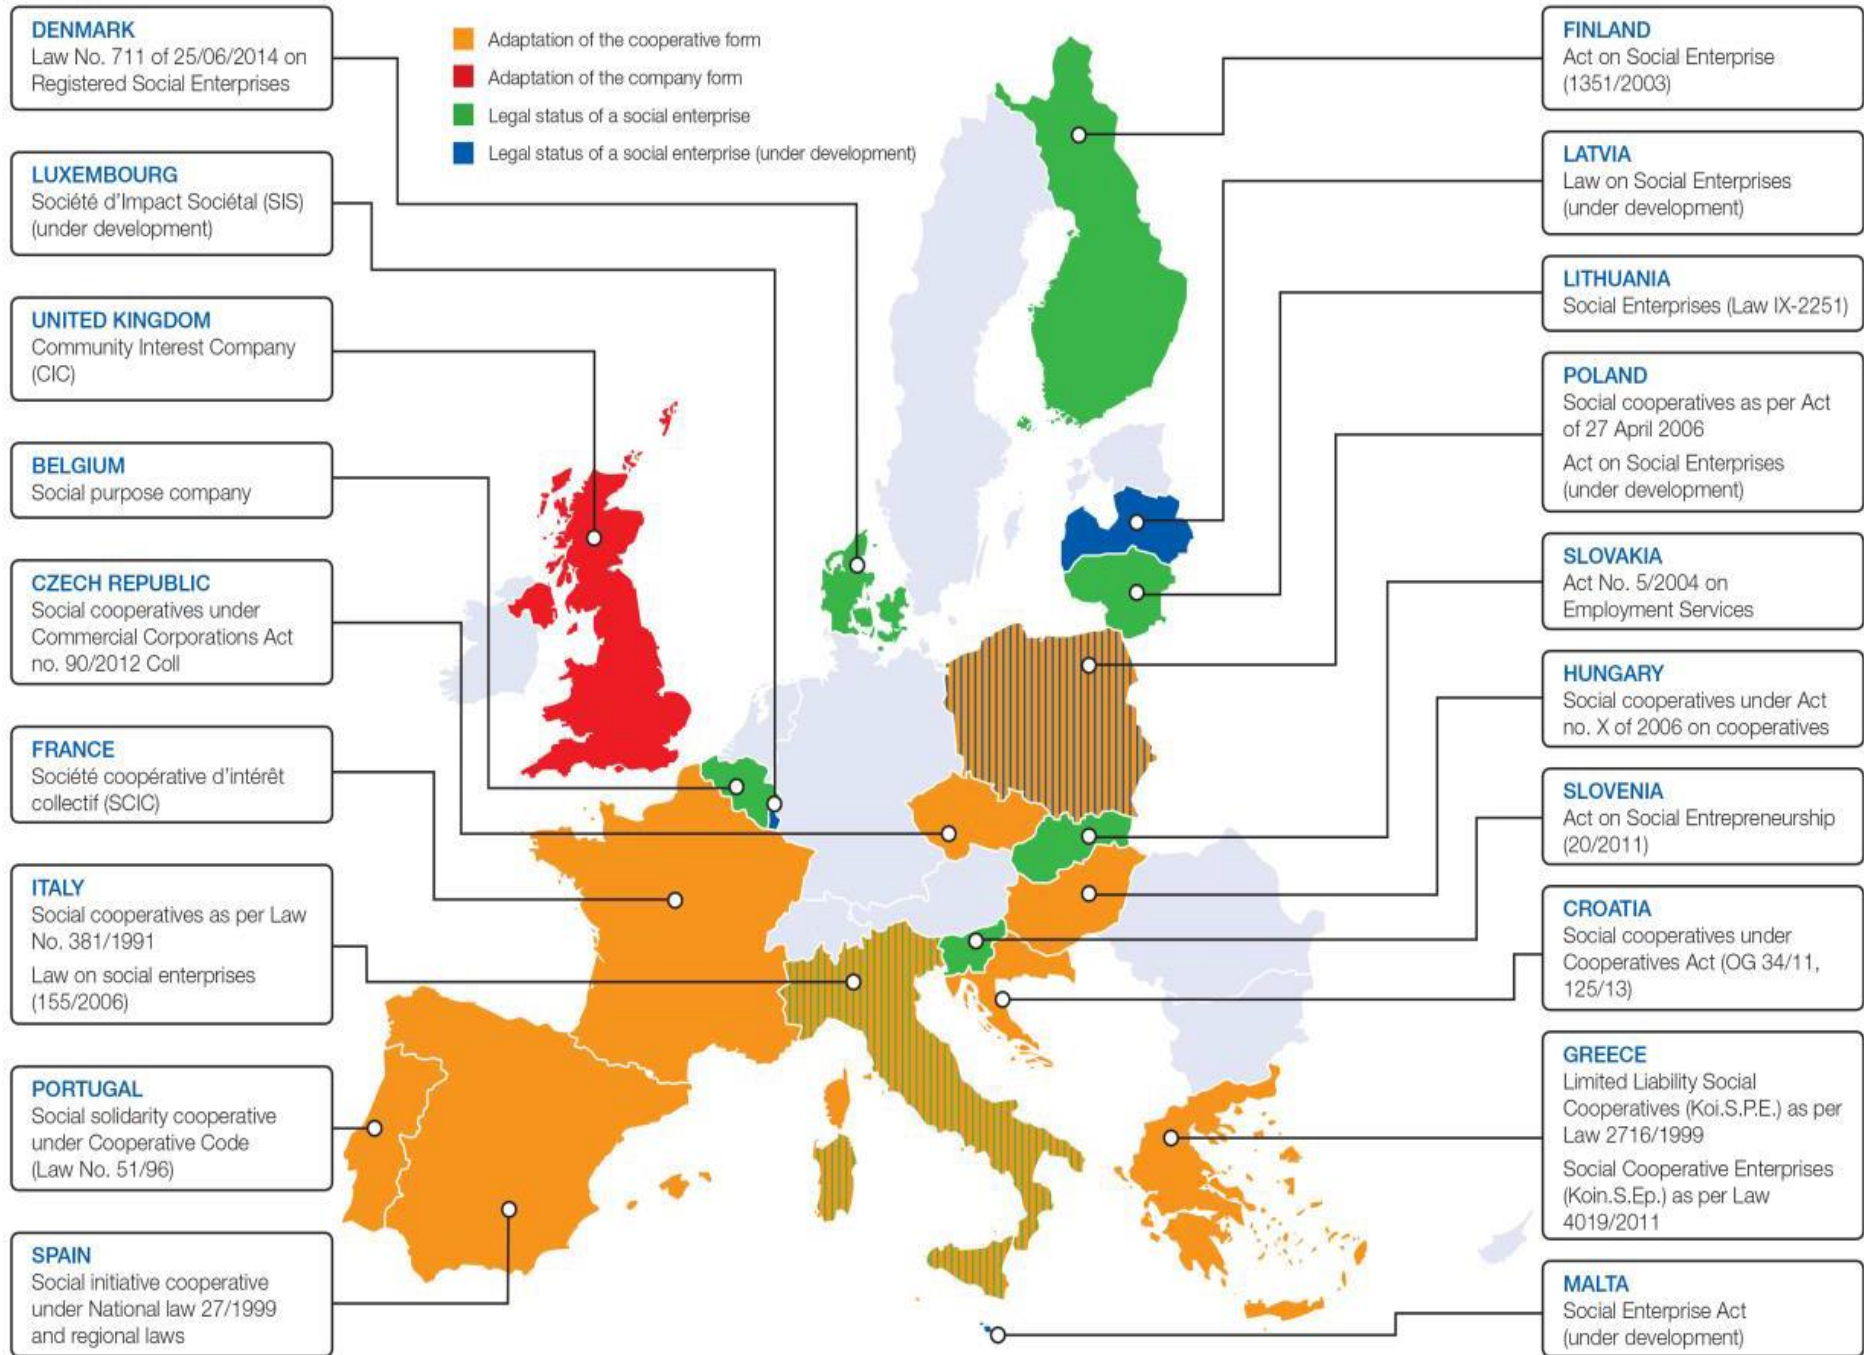 DENMARK
Law No. 711 of 25/06/2014 on
Registered Social Enterprises
LUXEMBOURG
Société d’Impact Sociétal (SIS)
(under development)
UNITED KINGDOM
Community Interest Company
(CIC)
BELGIUM
Social purpose company
CZECH REPUBLIC
Social cooperatives under
Commercial Corporations Act
no. 90/2012 Coll
FRANCE
Société coopérative d’intérêt
collectif (SCIC)
ITALY
Social cooperatives as per Law
No. 381/1991
Law on social enterprises
(155/2006)
PORTUGAL
Social solidarity cooperative
under Cooperative Code
(Law No. 51/96)
SPAIN
Social initiative cooperative
under National law 27/1999
and regional laws
Adaptation of the cooperative form
Adaptation of the company form
Legal status of a social enterprise
Legal status of a social enterprise (under development)
FINLAND
Act on Social Enterprise
(1351/2003)
LATVIA
Law on Social Enterprises
(under development)
LITHUANIA
Social Enterprises (Law IX-2251)
POLAND
Social cooperatives as per Act
of 27 April 2006
Act on Social Enterprises
(under development)
SLOVAKIA
Act No. 5/2004 on
Employment Services
HUNGARY
Social cooperatives under Act
no. X of 2006 on cooperatives
SLOVENIA
Act on Social Entrepreneurship
(20/2011)
CROATIA
Social cooperatives under
Cooperatives Act (OG 34/11,
125/13)
GREECE
Limited Liability Social
Cooperatives (Koi.S.P.E.) as per
Law 2716/1999
Social Cooperative Enterprises
(Koin.S.Ep.) as per Law
4019/2011
MALTA
Social Enterprise Act
(under development)